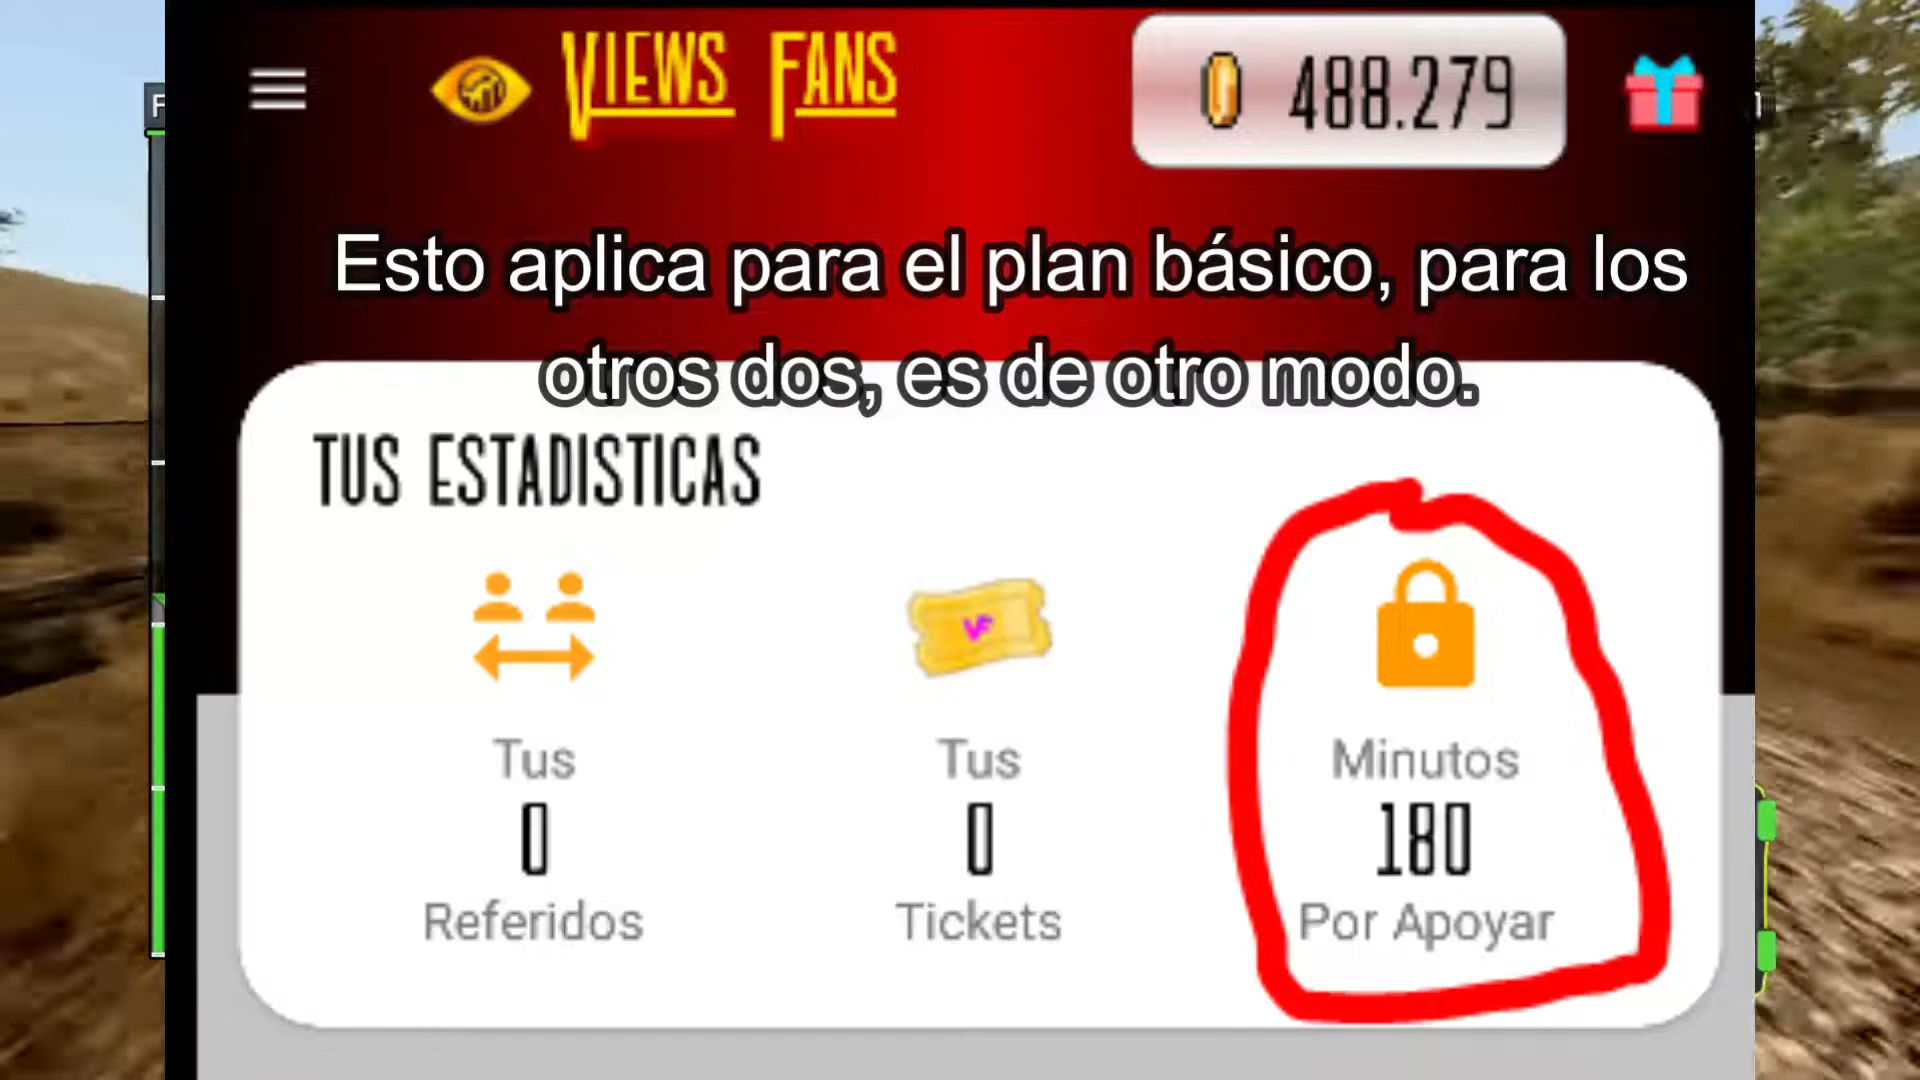 F
VIEWS FANS
488.279
Esto aplica para el plan básico, para los
otros dos, es de otro modo.
TUS ESTADISTICAS
VF
Tus
0
Referidos
Tus
0
Tickets
Minutos
180
Por Apoyar